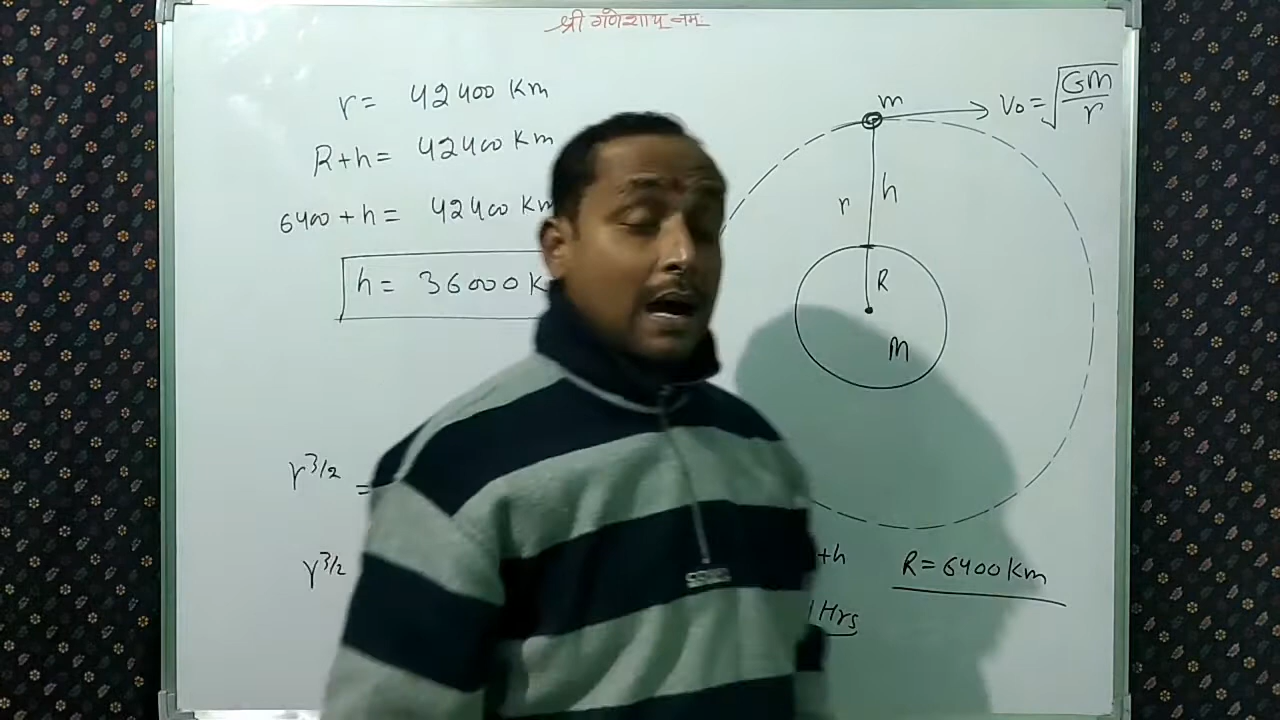 श्री गणेशाय नमः
r = 42400 Km
R+h = 42400 Km
6400 + h = 42400 Km
h = 36000 K
r^3/2 =
r^3/2
m
V0 = √(GM/r)
r
h
R
M
+h
R = 6400 Km
Hrs